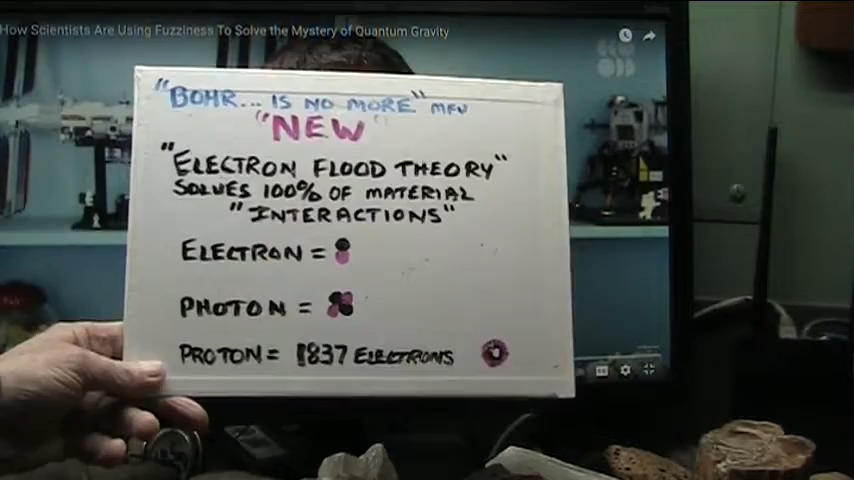 How Scientists Are Using Fuzziness To Solve the Mystery of Quantum Gravity
"BOHR... IS NO MORE" MFU
"NEW"
"ELECTRON FLOOD THEORY"
SOLVES 100% OF MATERIAL
"INTERACTIONS"
ELECTRON =
PHOTON =
PROTON = 1837 ELECTRONS